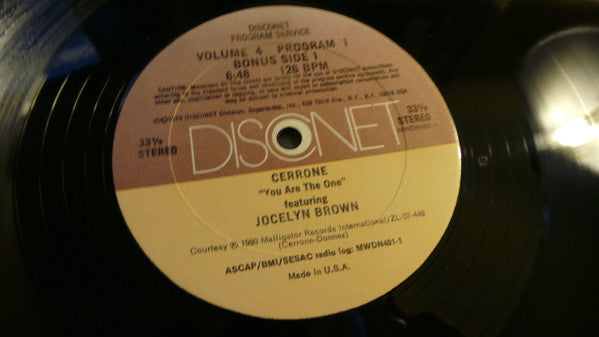 DISCONET
PROGRAM SERVICE
VOLUME 4 PROGRAM 1
BONUS SIDE 1
6:48 126 BPM
33⅓
STEREO
33⅓
STEREO
DISCONET
CERRONE
"You Are The One"
featuring
JOCELYN BROWN
Courtesy ℗ 1980 Malligator Records International/ZL-37-449
(Cerrone-Donnez)
ASCAP/BMI/SESAC radio log: MWDN401-1
Made In U.S.A.